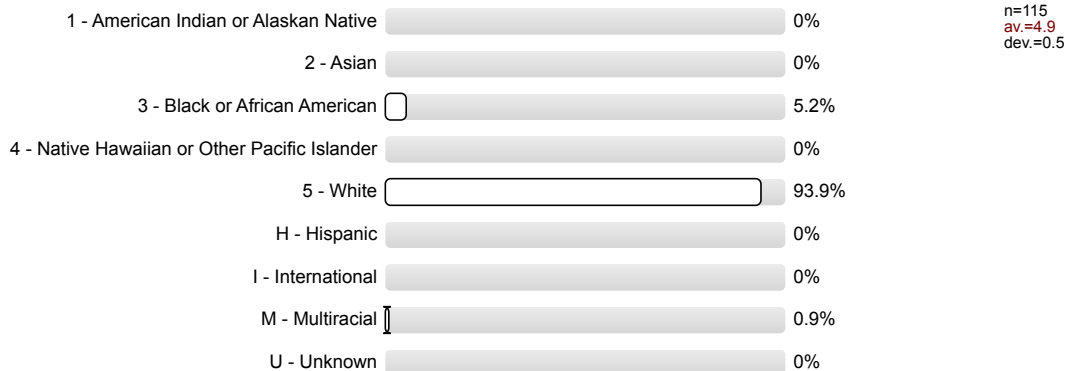 1 - American Indian or Alaskan Native 0%
n=115
av.=4.9
dev.=0.5
2 - Asian 0%
3 - Black or African American 5.2%
4 - Native Hawaiian or Other Pacific Islander 0%
5 - White 93.9%
H - Hispanic 0%
I - International 0%
M - Multiracial 0.9%
U - Unknown 0%